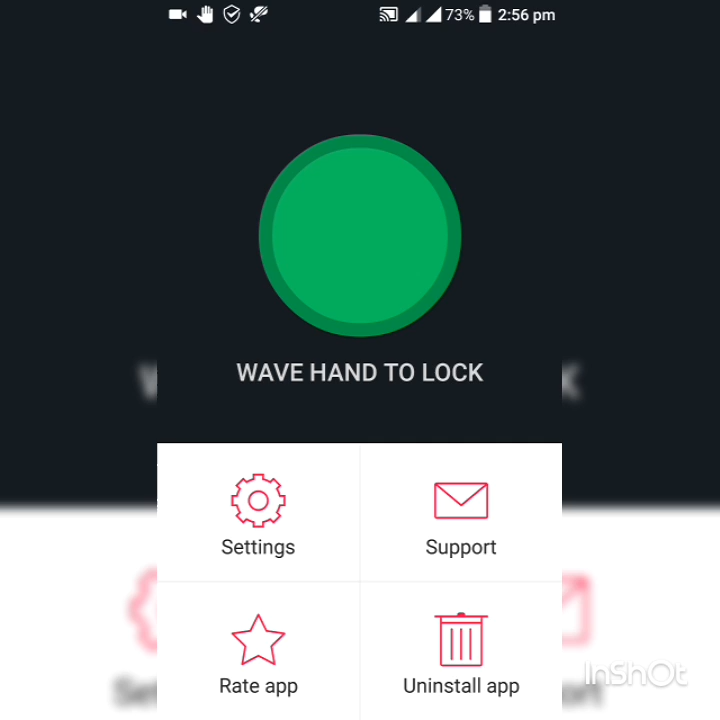 73% 2:56 pm
WAVE HAND TO LOCK
Settings
Support
Rate app
Uninstall app
InShOt